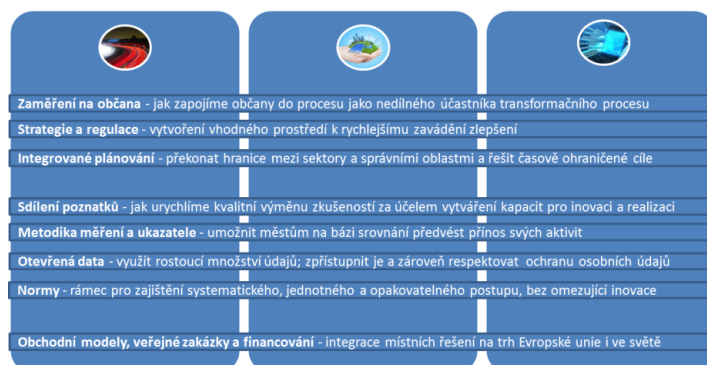 Zaměření na občana - jak zapojíme občany do procesu jako nedílného účastníka transformačního procesu
Strategie a regulace - vytvoření vhodného prostředí k rychlejšímu zavádění zlepšení
Integrované plánování - překonat hranice mezi sektory a správními oblastmi a řešit časově ohraničené cíle
Sdílení poznatků - jak urychlíme kvalitní výměnu zkušeností za účelem vytváření kapacit pro inovaci a realizaci
Metodika měření a ukazatele - umožnit městům na bázi srovnání předvést přínos svých aktivit
Otevřená data - využít rostoucí množství údajů; zpřístupnit je a zároveň respektovat ochranu osobních údajů
Normy - rámec pro zajištění systematického, jednotného a opakovatelného postupu, bez omezující inovace
Obchodní modely, veřejné zakázky a financování - integrace místních řešení na trh Evropské unie i ve světě